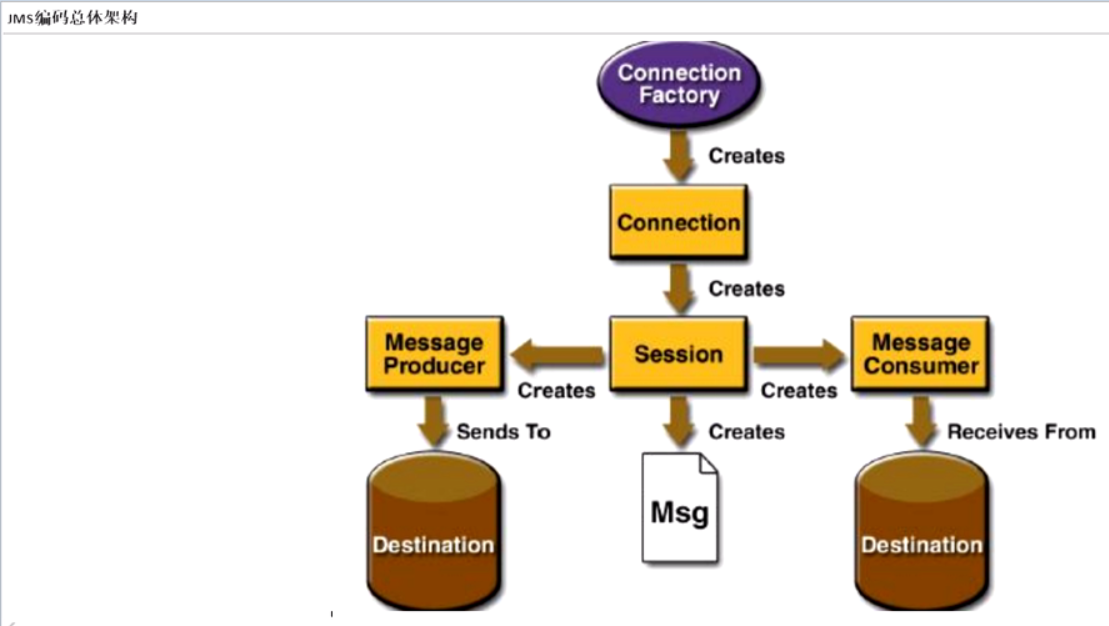 JMS编码总体架构
Connection
Factory
Creates
Connection
Creates
Message
Producer
Session
Message
Consumer
Creates
Creates
Sends To
Creates
Receives From
Msg
Destination
Destination